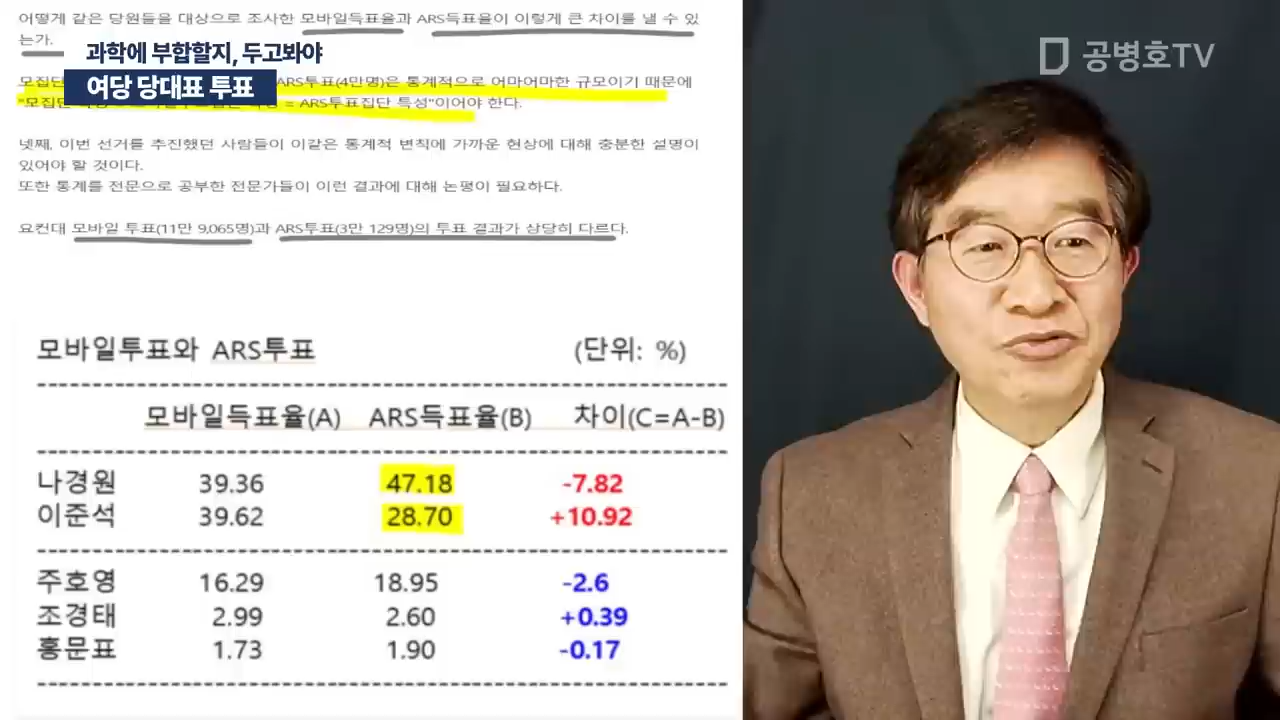 어떻게 같은 당원들을 대상으로 조사한 모바일득표율과 ARS득표율이 이렇게 큰 차이를 낼 수 있
는가.
과학에 부합할지, 두고봐야
여당 당대표 투표
공병호TV
모집단 ARS투표(4만명)은 통계적으로 어마어마한 규모이기 때문에
"모집단 = ARS투표집단 특성"이어야 한다.
넷째, 이번 선거를 추진했던 사람들이 이같은 통계적 변칙에 가까운 현상에 대해 충분한 설명이
있어야 할 것이다.
또한 통계를 전문으로 공부한 전문가들이 이런 결과에 대해 논평이 필요하다.
요컨대 모바일 투표(11만 9,065명)과 ARS투표(3만 129명)의 투표 결과가 상당히 다르다.
모바일투표와 ARS투표 (단위: %)
모바일득표율(A) ARS득표율(B) 차이(C=A-B)
나경원 39.36 47.18 -7.82
이준석 39.62 28.70 +10.92
주호영 16.29 18.95 -2.6
조경태 2.99 2.60 +0.39
홍문표 1.73 1.90 -0.17